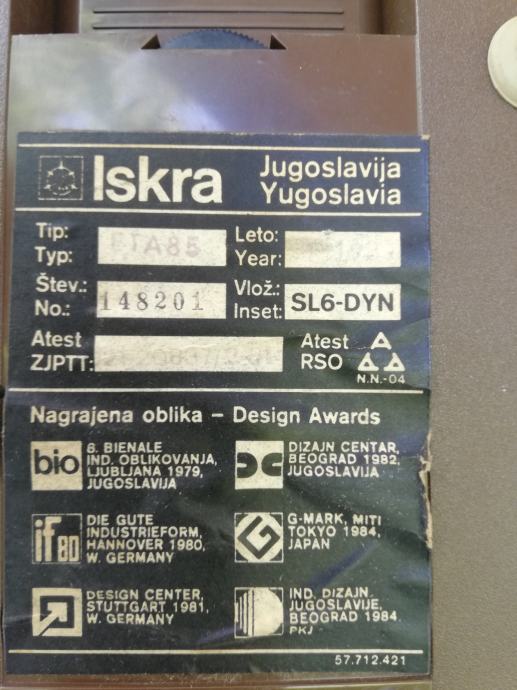 Iskra
Jugoslavija
Yugoslavia
Tip:
Typ:
ETA85
Leto:
Year:
Štev.:
No.:
148201
Vlož.:
Inset:
SL6-DYN
Atest
ZJPTT:
Atest
RSO
N.N.-04
Nagrajena oblika – Design Awards
bio
8. BIENALE
IND. OBLIKOVANJA,
LJUBLJANA 1979,
JUGOSLAVIJA
DIZAJN CENTAR,
BEOGRAD 1982,
JUGOSLAVIJA
if 80
DIE GUTE
INDUSTRIEFORM,
HANNOVER 1980,
W. GERMANY
G-MARK, MITI
TOKYO 1984,
JAPAN
DESIGN CENTER,
STUTTGART 1981,
W. GERMANY
IND. DIZAJN
JUGOSLAVIJE,
BEOGRAD 1984
PKJ
57.712.421